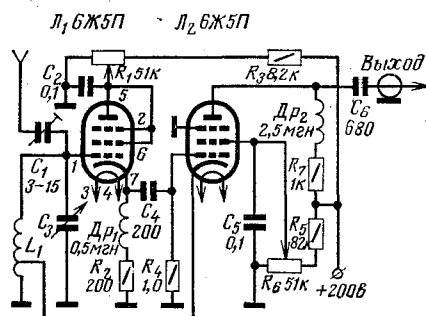 Л₁ 6Ж5П Л₂ 6Ж5П
Выход
C₂
0,1
R₁ 51к
R₃ 8,2к
5
2
6
Др₂
2,5мгн
C₆
680
C₁
3-15
1
3
4
7
C₄
200
R₇
1к
C₃
L₁
Др₁
0,5мгн
C₅
0,1
R₅
82
R₂
200
R₄
1,0
R₆ 51к
+200в